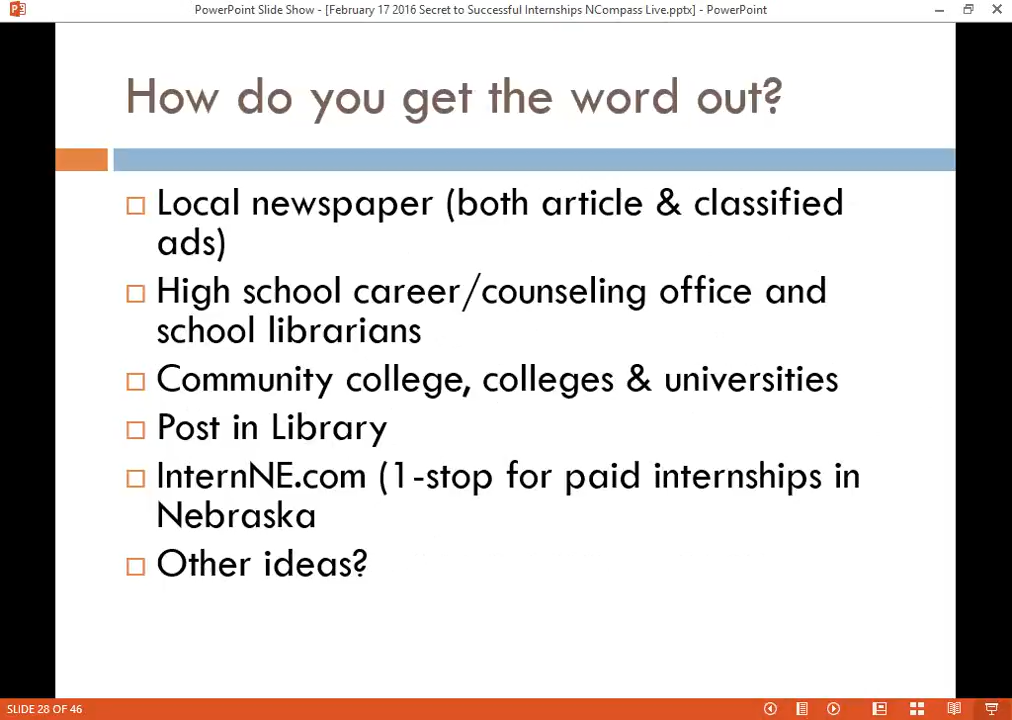 PowerPoint Slide Show - [February 17 2016 Secret to Successful Internships NCompass Live.pptx] - PowerPoint
How do you get the word out?
Local newspaper (both article & classified
ads)
High school career/counseling office and
school librarians
Community college, colleges & universities
Post in Library
InternNE.com (1-stop for paid internships in
Nebraska
Other ideas?
SLIDE 28 OF 46